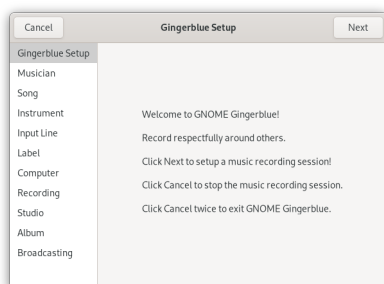 Cancel
Gingerblue Setup
Next
Gingerblue Setup
Musician
Song
Instrument
Input Line
Label
Computer
Recording
Studio
Album
Broadcasting
Welcome to GNOME Gingerblue!
Record respectfully around others.
Click Next to setup a music recording session!
Click Cancel to stop the music recording session.
Click Cancel twice to exit GNOME Gingerblue.